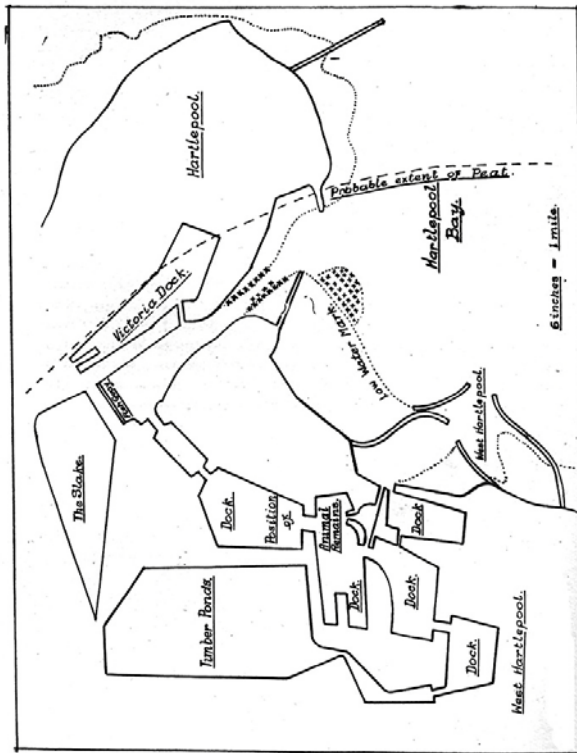 Hartlepool.
Probable extent of Peat.
Hartlepool
Bay.
6 inches = 1 mile.
Victoria Dock.
Low Water Mark
The Slake.
Dock.
Position
of
Animal
Remains.
West Hartlepool.
Dock
Timber Ponds.
Dock.
Dock.
Dock.
West Hartlepool.